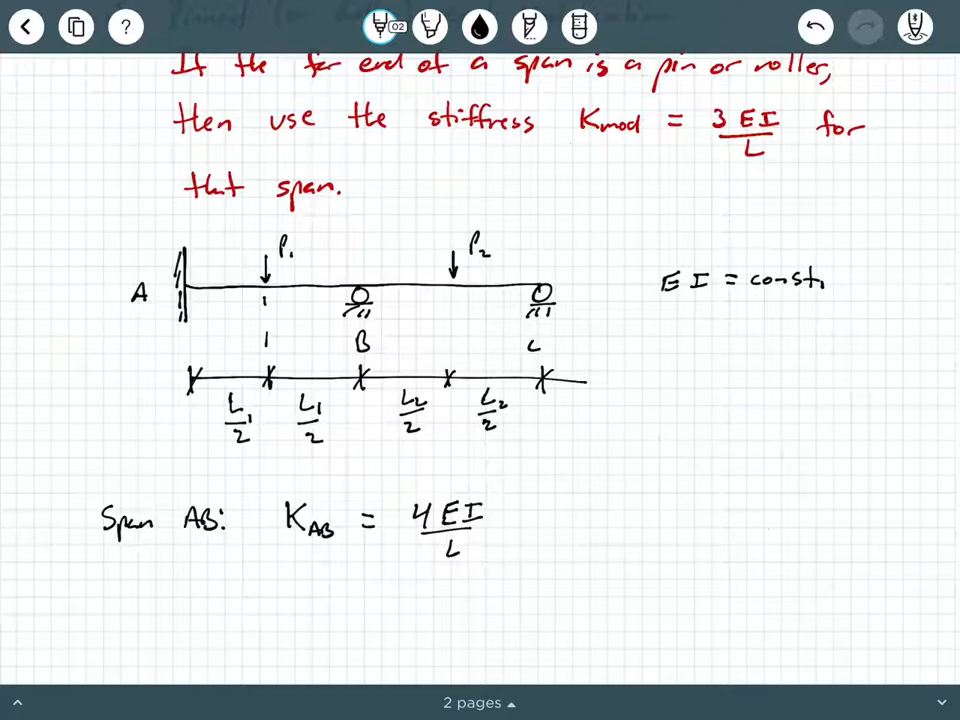 If the far end of a span is a pin or roller,
then use the stiffness Kmod = 3EI/L for
that span.
P1 P2
A EI = const.
B C
L1/2 L1/2 L2/2 L2/2
Span AB: KAB = 4EI/L
2 pages